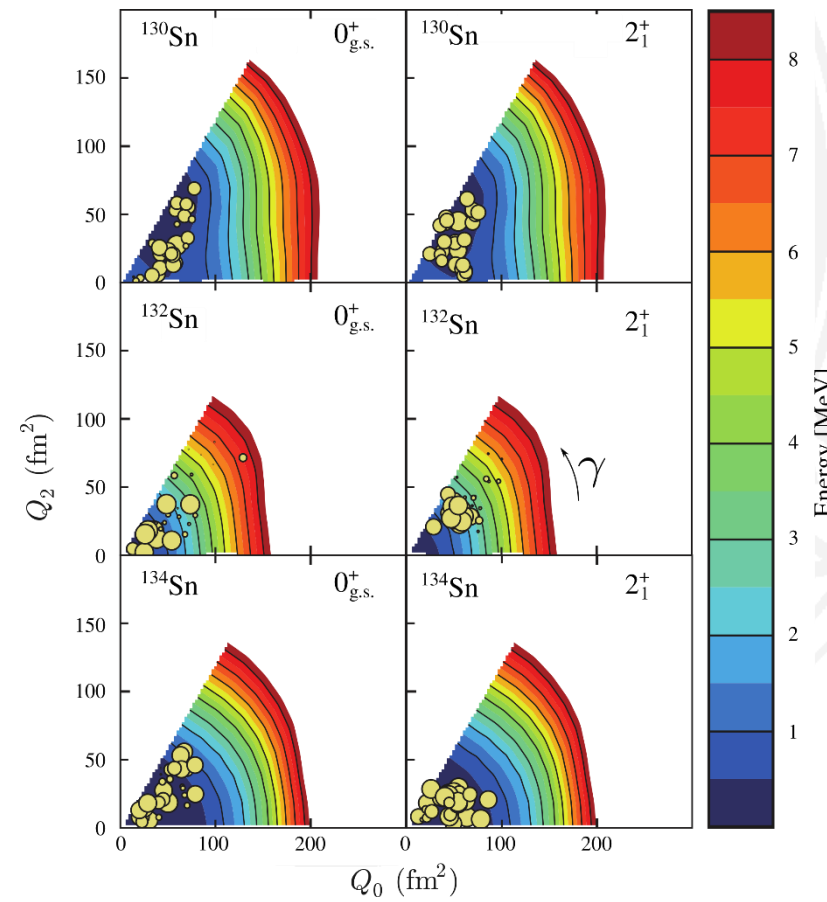 ¹³⁰Sn 0⁺g.s. ¹³⁰Sn 2⁺₁
150
100
50
0
¹³²Sn 0⁺g.s. ¹³²Sn 2⁺₁
150
100
50
0
γ
¹³⁴Sn 0⁺g.s. ¹³⁴Sn 2⁺₁
150
100
50
0
0 100 200 100 200
Q₀ (fm²)
Q₂ (fm²)
8
7
6
5
4
3
2
1
Energy [MeV]